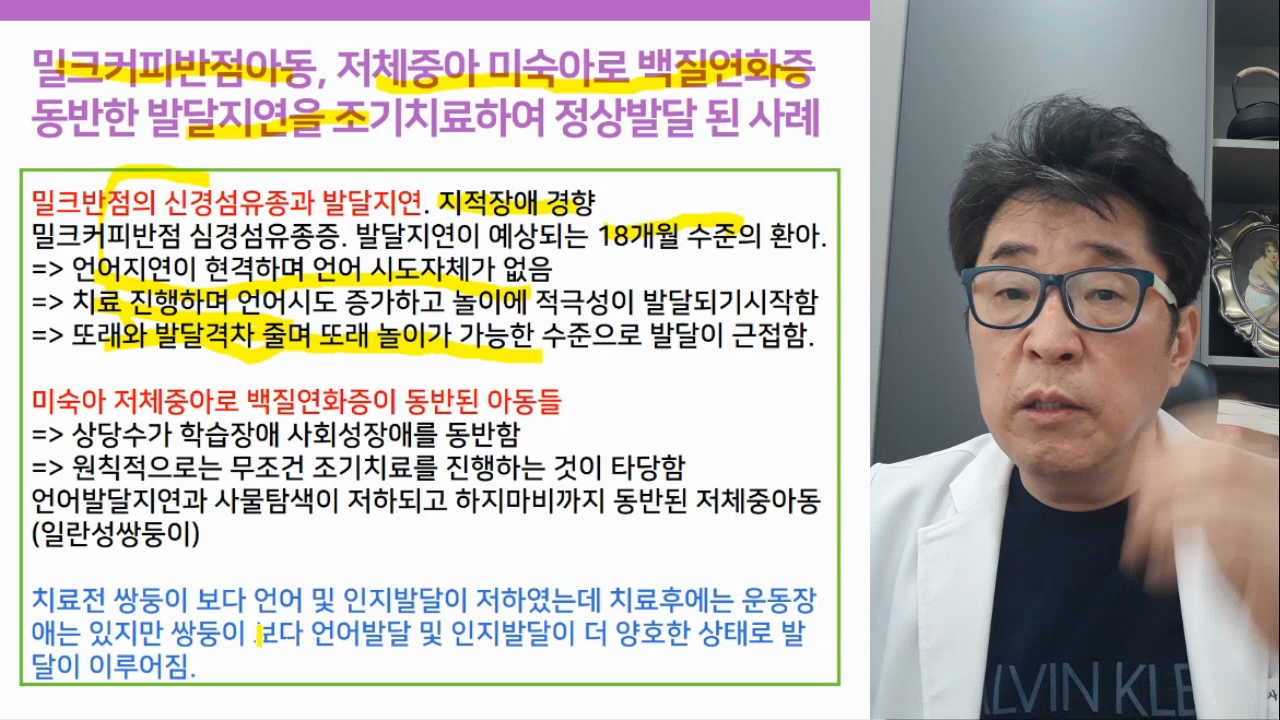 밀크커피반점아동, 저체중아 미숙아로 백질연화증
동반한 발달지연을 조기치료하여 정상발달 된 사례
밀크반점의 신경섬유종과 발달지연. 지적장애 경향
밀크커피반점 심경섬유종증. 발달지연이 예상되는 18개월 수준의 환아.
=> 언어지연이 현격하며 언어 시도자체가 없음
=> 치료 진행하며 언어시도 증가하고 놀이에 적극성이 발달되기시작함
=> 또래와 발달격차 줄며 또래 놀이가 가능한 수준으로 발달이 근접함.
미숙아 저체중아로 백질연화증이 동반된 아동들
=> 상당수가 학습장애 사회성장애를 동반함
=> 원칙적으로는 무조건 조기치료를 진행하는 것이 타당함
언어발달지연과 사물탐색이 저하되고 하지마비까지 동반된 저체중아동
(일란성쌍둥이)
치료전 쌍둥이 보다 언어 및 인지발달이 저하였는데 치료후에는 운동장
애는 있지만 쌍둥이 보다 언어발달 및 인지발달이 더 양호한 상태로 발
달이 이루어짐.
ALVIN KLE